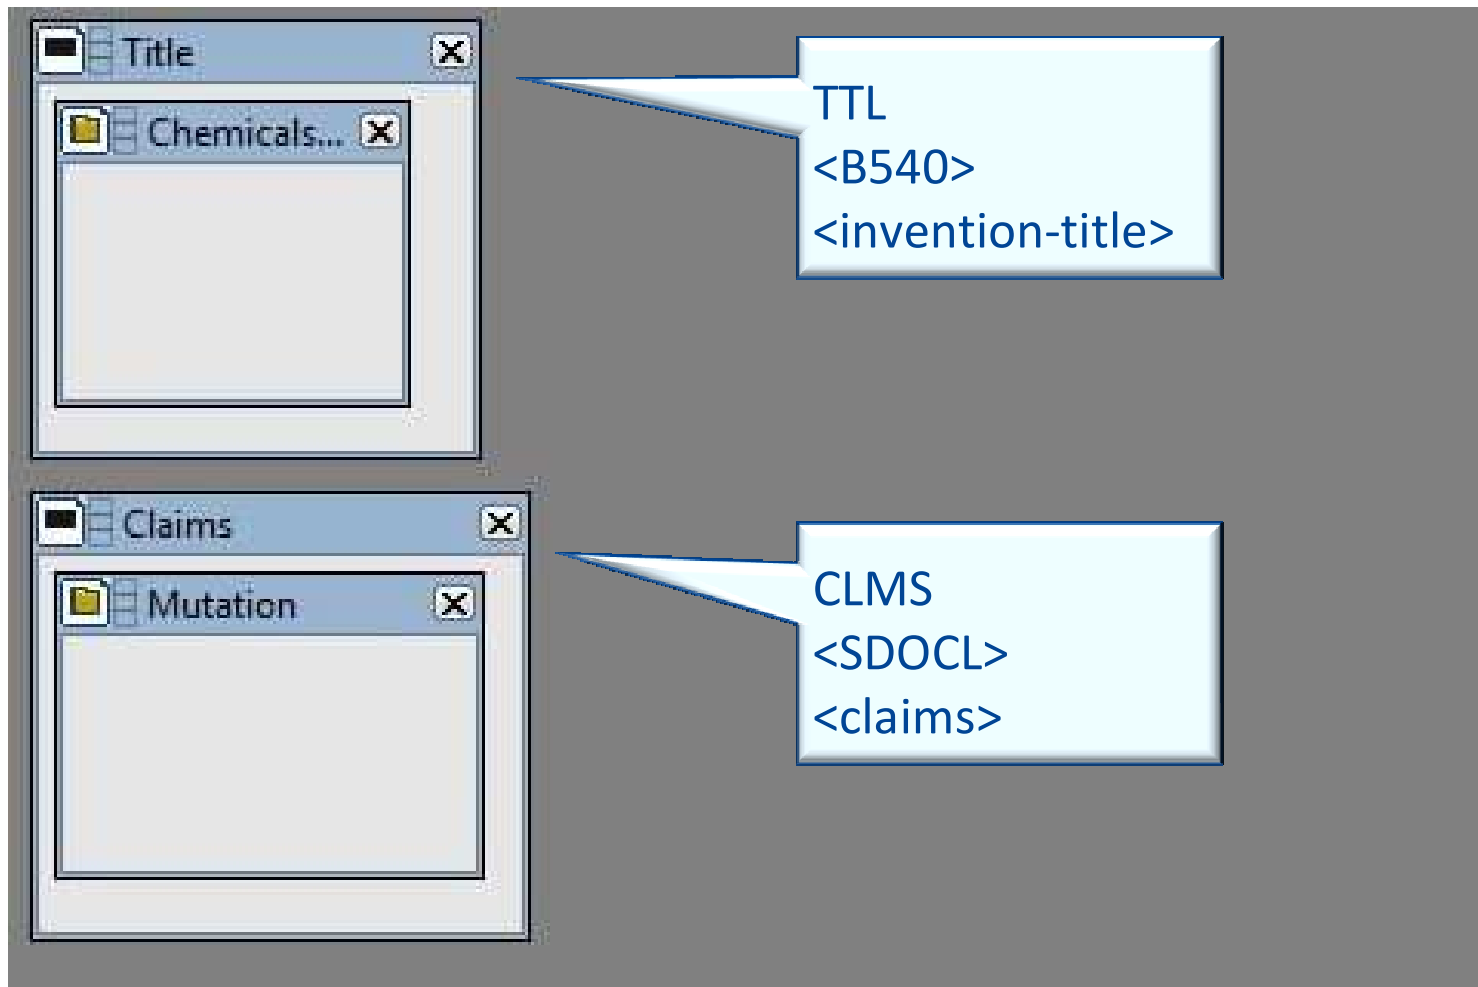 Title
Chemicals...
TTL
<B540>
<invention-title>
Claims
Mutation
CLMS
<SDOCL>
<claims>